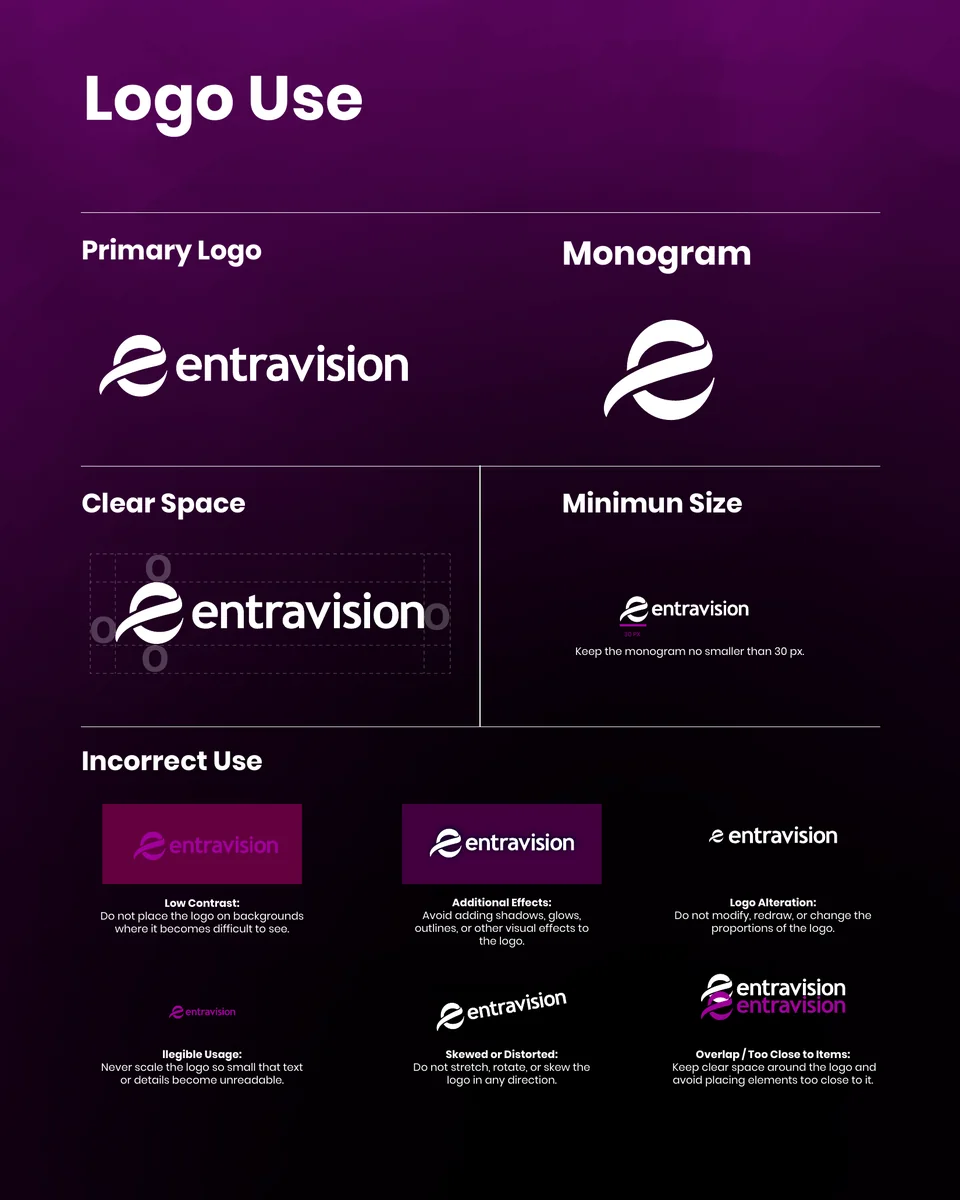 Logo Use
Primary Logo
Monogram
entravision
Clear Space
Minimun Size
O
O
entravision
O
O
entravision
30 PX
Keep the monogram no smaller than 30 px.
Incorrect Use
entravision
entravision
entravision
Low Contrast:
Do not place the logo on backgrounds
where it becomes difficult to see.
Additional Effects:
Avoid adding shadows, glows,
outlines, or other visual effects to
the logo.
Logo Alteration:
Do not modify, redraw, or change the
proportions of the logo.
entravision
entravision
entravision
entravision
llegible Usage:
Never scale the logo so small that text
or details become unreadable.
Skewed or Distorted:
Do not stretch, rotate, or skew the
logo in any direction.
Overlap / Too Close to Items:
Keep clear space around the logo and
avoid placing elements too close to it.